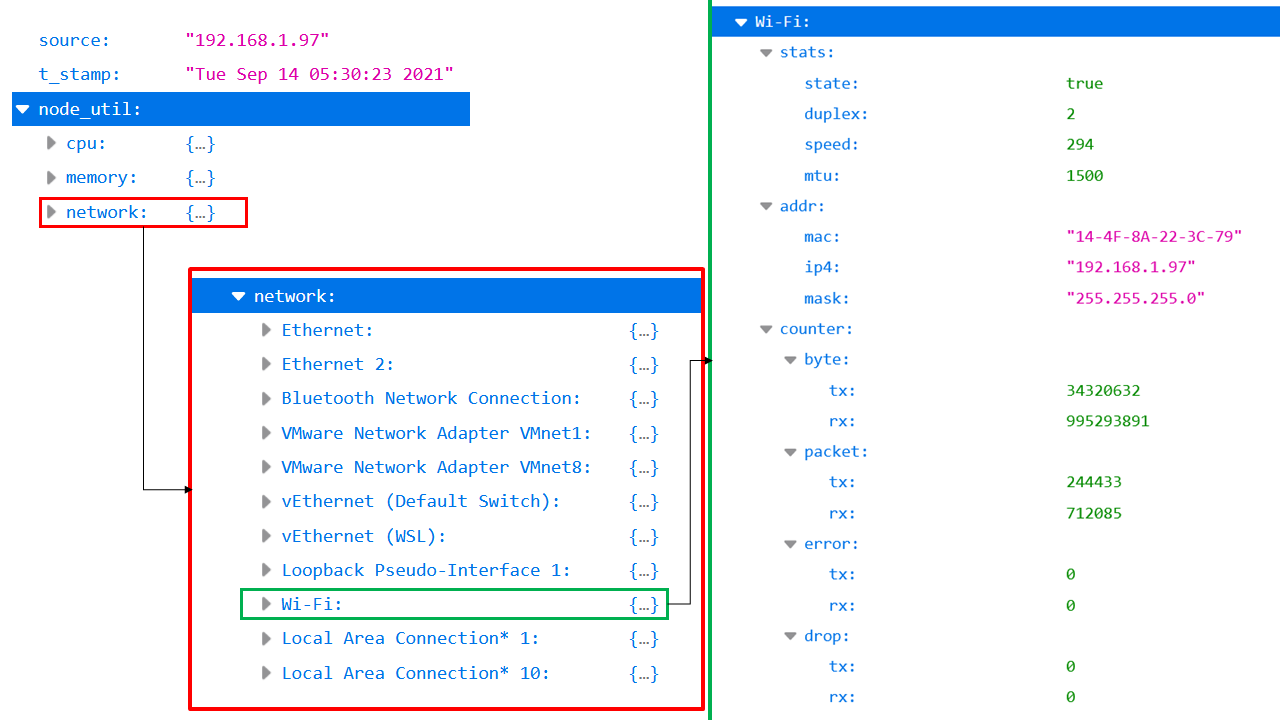 source: "192.168.1.97"
t_stamp: "Tue Sep 14 05:30:23 2021"
node_util:
cpu: {…}
memory: {…}
network: {…}
network:
Ethernet: {…}
Ethernet 2: {…}
Bluetooth Network Connection: {…}
VMware Network Adapter VMnet1: {…}
VMware Network Adapter VMnet8: {…}
vEthernet (Default Switch): {…}
vEthernet (WSL): {…}
Loopback Pseudo-Interface 1: {…}
Wi-Fi: {…}
Local Area Connection* 1: {…}
Local Area Connection* 10: {…}
Wi-Fi:
stats:
state: true
duplex: 2
speed: 294
mtu: 1500
addr:
mac: "14-4F-8A-22-3C-79"
ip4: "192.168.1.97"
mask: "255.255.255.0"
counter:
byte:
tx: 34320632
rx: 995293891
packet:
tx: 244433
rx: 712085
error:
tx: 0
rx: 0
drop:
tx: 0
rx: 0